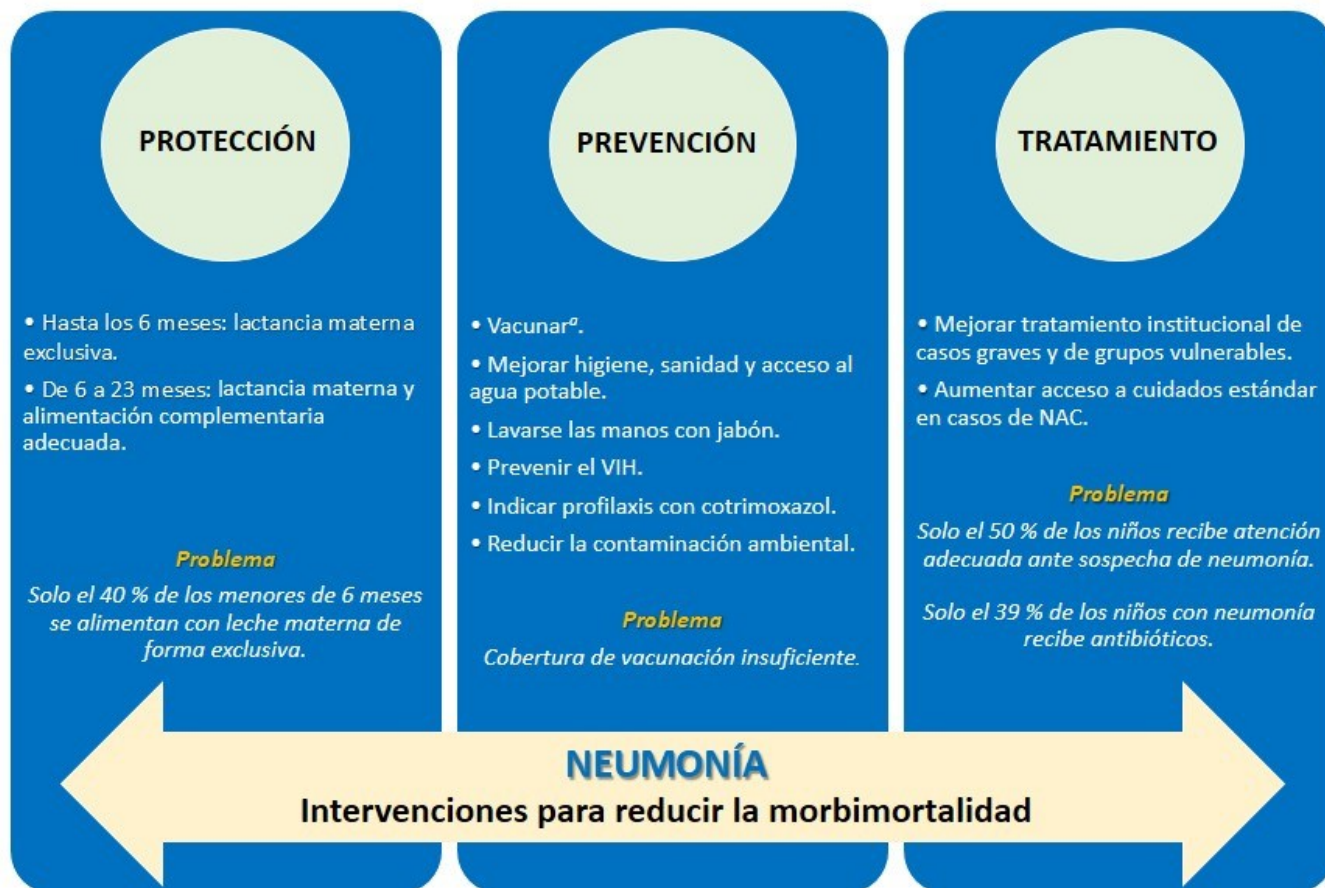 PROTECCIÓN
• Hasta los 6 meses: lactancia materna
exclusiva.
• De 6 a 23 meses: lactancia materna y
alimentación complementaria
adecuada.
Problema
Solo el 40 % de los menores de 6 meses
se alimentan con leche materna de
forma exclusiva.
PREVENCIÓN
• Vacunarª.
• Mejorar higiene, sanidad y acceso al
agua potable.
• Lavarse las manos con jabón.
• Prevenir el VIH.
• Indicar profilaxis con cotrimoxazol.
• Reducir la contaminación ambiental.
Problema
Cobertura de vacunación insuficiente.
TRATAMIENTO
• Mejorar tratamiento institucional de
casos graves y de grupos vulnerables.
• Aumentar acceso a cuidados estándar
en casos de NAC.
Problema
Solo el 50 % de los niños recibe atención
adecuada ante sospecha de neumonía.
Solo el 39 % de los niños con neumonía
recibe antibióticos.
NEUMONÍA
Intervenciones para reducir la morbimortalidad